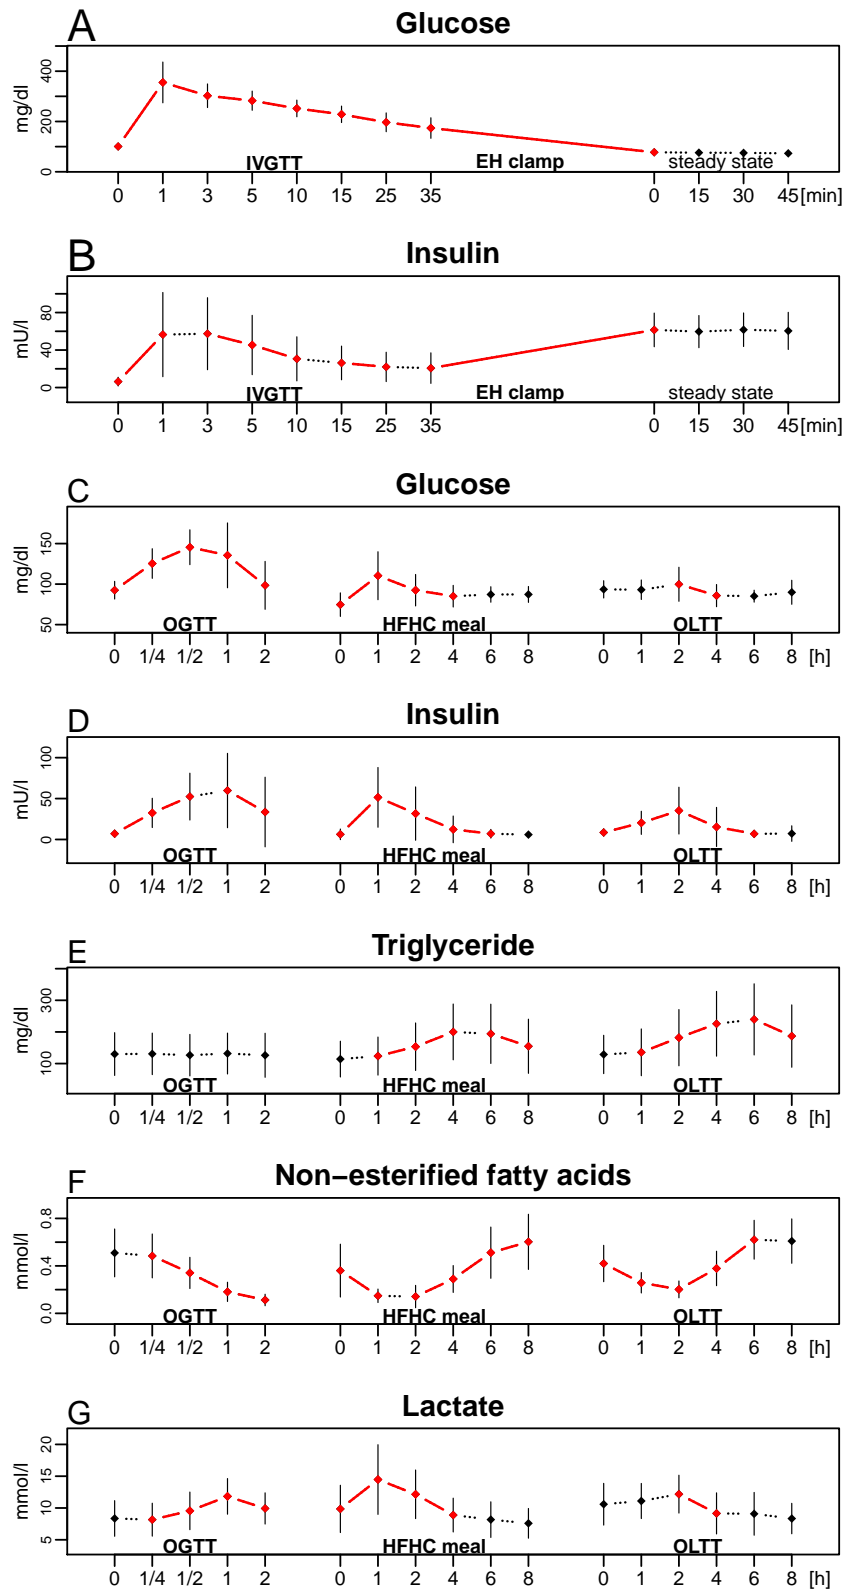 A Glucose
mg/dl
0 200 400
IVGTT EH clamp steady state
0 1 3 5 10 15 25 35 0 15 30 45 [min]
B Insulin
mU/l
0 40 80
IVGTT EH clamp steady state
0 1 3 5 10 15 25 35 0 15 30 45 [min]
C Glucose
mg/dl
50 100 150
OGTT HFHC meal OLTT
0 1/4 1/2 1 2 0 1 2 4 6 8 0 1 2 4 6 8 [h]
D Insulin
mU/l
0 50 100
OGTT HFHC meal OLTT
0 1/4 1/2 1 2 0 1 2 4 6 8 0 1 2 4 6 8 [h]
E Triglyceride
mg/dl
100 300
OGTT HFHC meal OLTT
0 1/4 1/2 1 2 0 1 2 4 6 8 0 1 2 4 6 8 [h]
F Non−esterified fatty acids
mmol/l
0.0 0.4 0.8
OGTT HFHC meal OLTT
0 1/4 1/2 1 2 0 1 2 4 6 8 0 1 2 4 6 8 [h]
G Lactate
mmol/l
5 10 15 20
OGTT HFHC meal OLTT
0 1/4 1/2 1 2 0 1 2 4 6 8 0 1 2 4 6 8 [h]